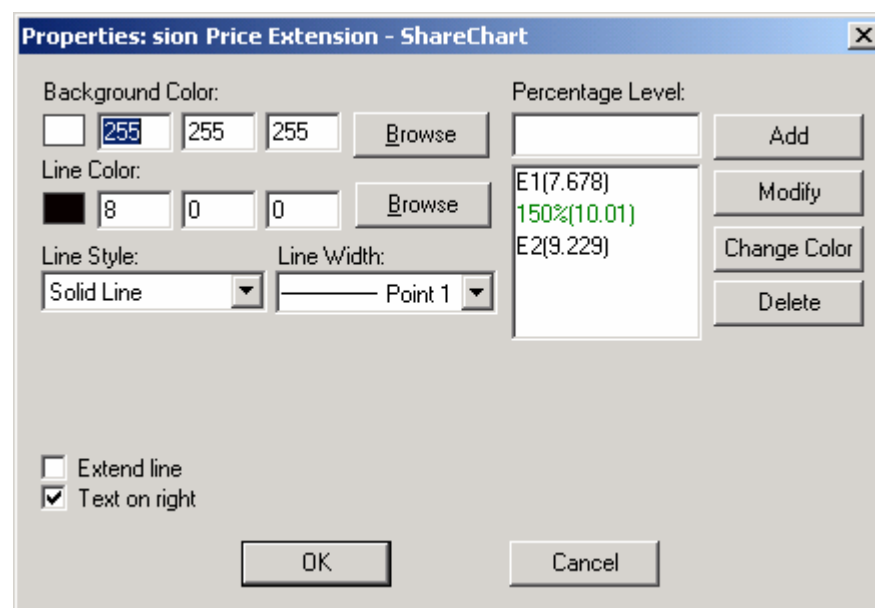 Properties: sion Price Extension - ShareChart
Background Color:
255 255 255 Browse
Line Color:
8 0 0 Browse
Line Style: Line Width:
Solid Line Point 1
Percentage Level:
Add
E1(7.678)
150%(10.01)
E2(9.229)
Modify
Change Color
Delete
Extend line
Text on right
OK Cancel